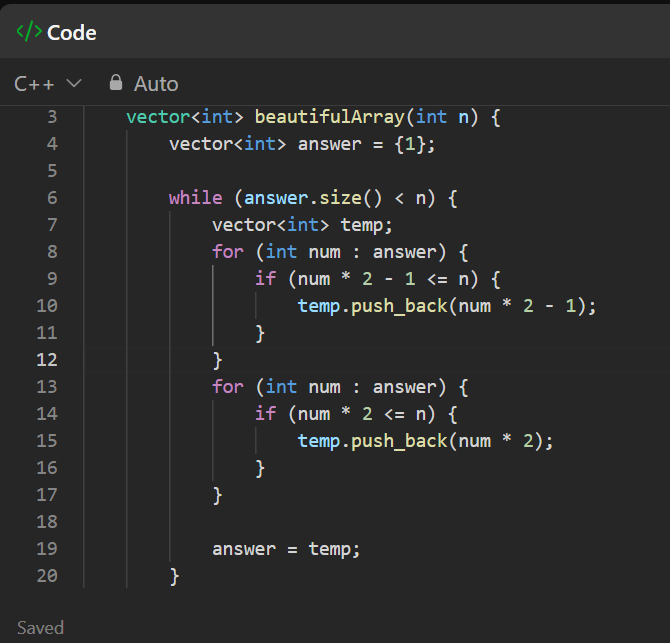 </> Code
C++ Auto
3 vector<int> beautifulArray(int n) {
4 vector<int> answer = {1};
5
6 while (answer.size() < n) {
7 vector<int> temp;
8 for (int num : answer) {
9 if (num * 2 - 1 <= n) {
10 temp.push_back(num * 2 - 1);
11 }
12 }
13 for (int num : answer) {
14 if (num * 2 <= n) {
15 temp.push_back(num * 2);
16 }
17 }
18
19 answer = temp;
20 }
Saved